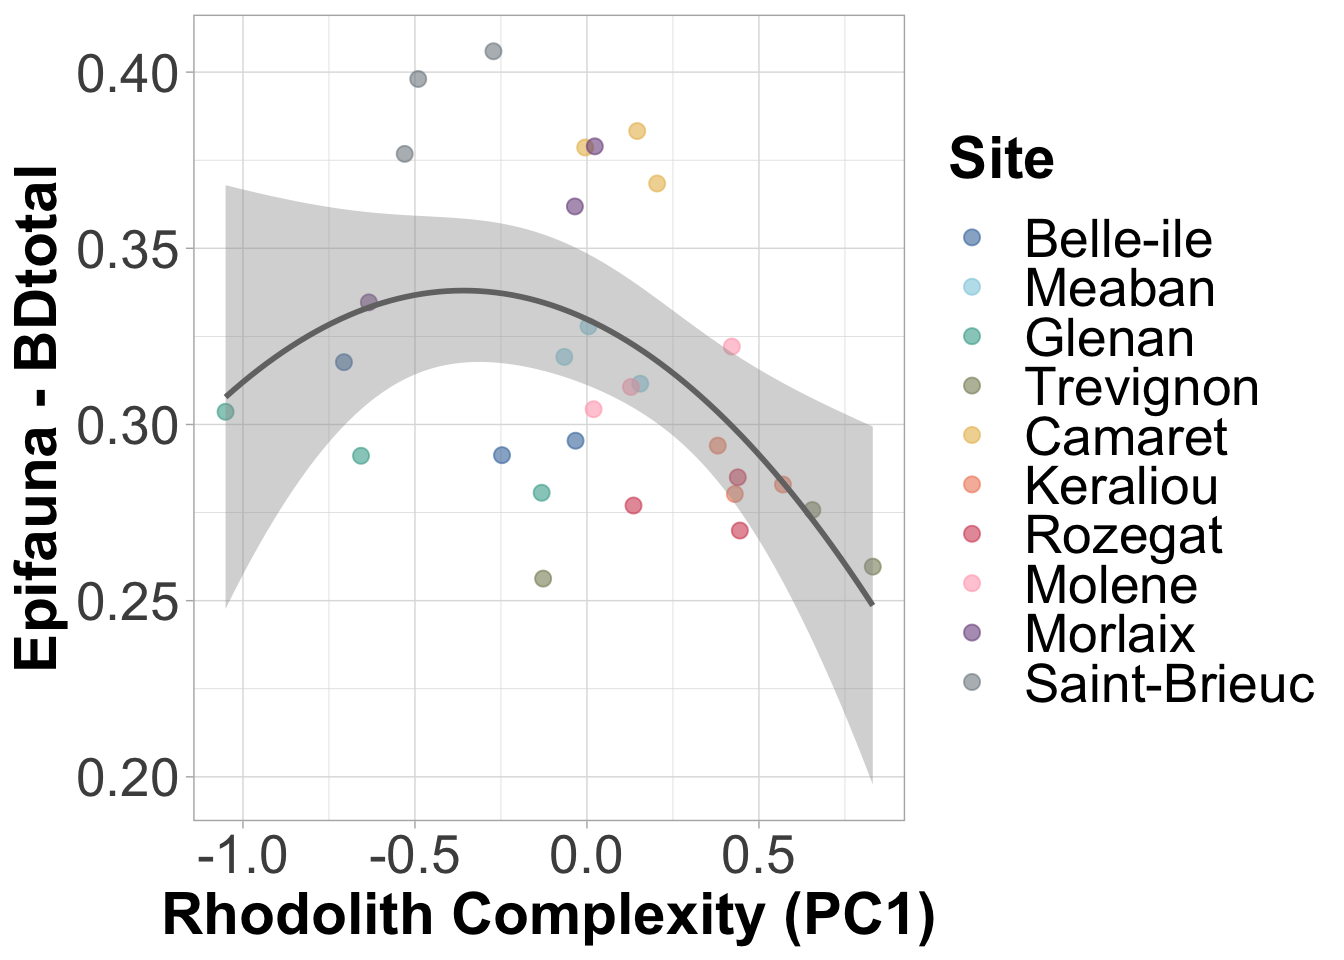 Epifauna - BDtotal
0.40
0.35
0.30
0.25
0.20
-1.0
-0.5
0.0
0.5
Rhodolith Complexity (PC1)
Site
Belle-ile
Meaban
Glenan
Trevignon
Camaret
Keraliou
Rozegat
Molene
Morlaix
Saint-Brieuc